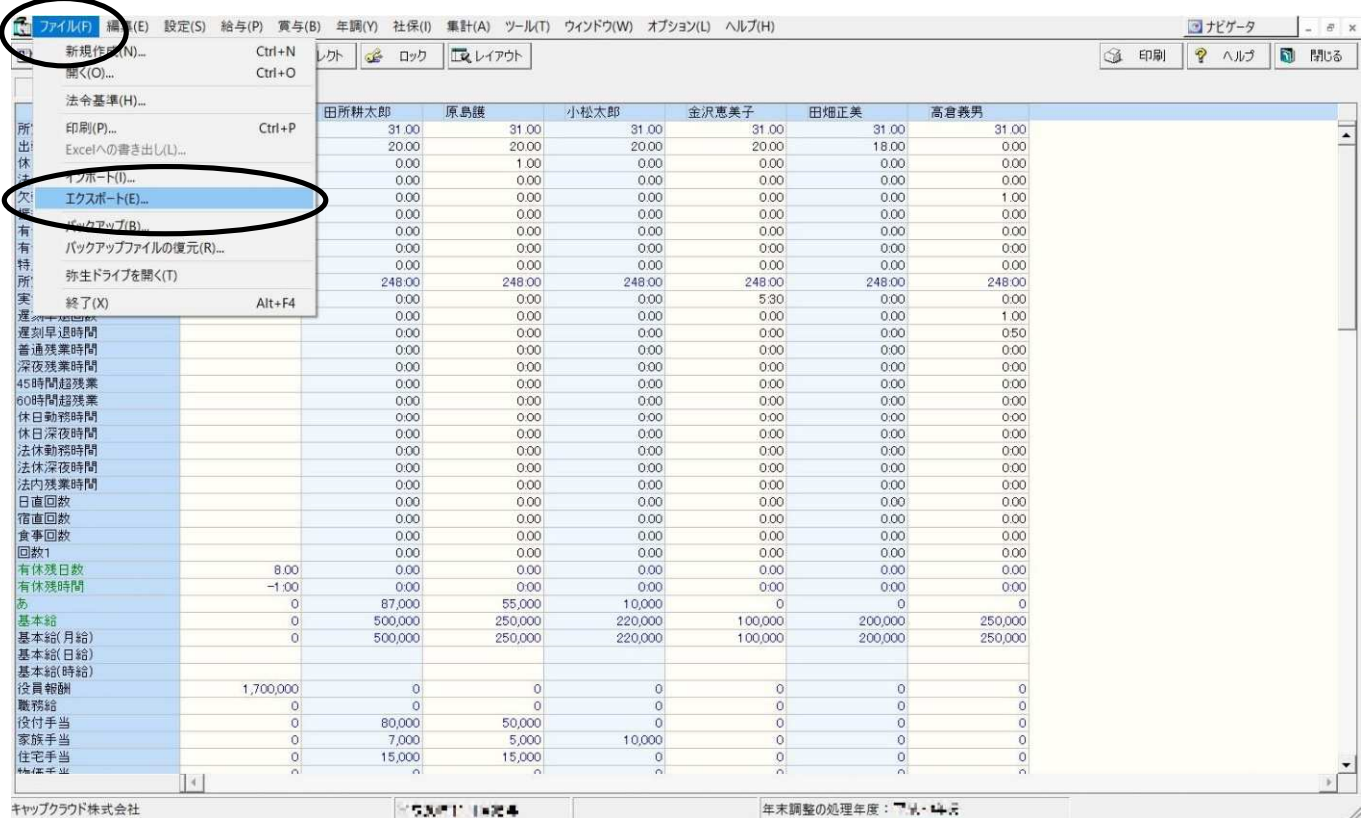 ファイル(F) 編集(E) 設定(S) 給与(P) 賞与(B) 年調(Y) 社保(I) 集計(A) ツール(T) ウィンドウ(W) オプション(L) ヘルプ(H) ナビゲータ
新規作成(N)... Ctrl+N レクト ロック レイアウト 印刷 ヘルプ 閉じる
開く(O)... Ctrl+O
法令基準(H)...
田所耕太郎 原島護 小松太郎 金沢恵美子 田畑正美 高倉義男
所 印刷(P)... Ctrl+P 31.00 31.00 31.00 31.00 31.00 31.00
出 Excelへの書き出し(L)... 20.00 20.00 20.00 20.00 18.00 0.00
休 0.00 1.00 0.00 0.00 0.00 0.00
法 インポート(I)... 0.00 0.00 0.00 0.00 0.00 0.00
欠 エクスポート(E)... 0.00 0.00 0.00 0.00 0.00 1.00
0.00 0.00 0.00 0.00 0.00 0.00
有 バックアップ(B)... 0.00 0.00 0.00 0.00 0.00 0.00
有 バックアップファイルの復元(R)... 0:00 0:00 0:00 0:00 0:00 0:00
特 0.00 0.00 0.00 0.00 0.00 0.00
所 弥生ドライブを開く(T) 248:00 248:00 248:00 248:00 248:00 248:00
実 終了(X) Alt+F4 0:00 0:00 0:00 5:30 0:00 0:00
遅刻早退回数 0.00 0.00 0.00 0.00 0.00 1.00
遅刻早退時間 0:00 0:00 0:00 0:00 0:00 0:50
普通残業時間 0:00 0:00 0:00 0:00 0:00 0:00
深夜残業時間 0:00 0:00 0:00 0:00 0:00 0:00
45時間超残業 0:00 0:00 0:00 0:00 0:00 0:00
60時間超残業 0:00 0:00 0:00 0:00 0:00 0:00
休日勤務時間 0:00 0:00 0:00 0:00 0:00 0:00
休日深夜時間 0:00 0:00 0:00 0:00 0:00 0:00
法休勤務時間 0:00 0:00 0:00 0:00 0:00 0:00
法休深夜時間 0:00 0:00 0:00 0:00 0:00 0:00
法内残業時間 0:00 0:00 0:00 0:00 0:00 0:00
日直回数 0.00 0.00 0.00 0.00 0.00 0.00
宿直回数 0.00 0.00 0.00 0.00 0.00 0.00
食事回数 0.00 0.00 0.00 0.00 0.00 0.00
回数1 0.00 0.00 0.00 0.00 0.00 0.00
有休残日数 8.00 0.00 0.00 0.00 0.00 0.00 0.00
有休残時間 -1:00 0:00 0:00 0:00 0:00 0:00 0:00
あ 0 87,000 55,000 10,000 0 0 0
基本給 0 500,000 250,000 220,000 100,000 200,000 250,000
基本給(月給) 0 500,000 250,000 220,000 100,000 200,000 250,000
基本給(日給)
基本給(時給)
役員報酬 1,700,000 0 0 0 0 0 0
職務給 0 0 0 0 0 0 0
役付手当 0 80,000 50,000 0 0 0 0
家族手当 0 7,000 5,000 10,000 0 0 0
住宅手当 0 15,000 15,000 0 0 0 0
物価手当 0 0 0 0 0 0 0
キャップクラウド株式会社 年末調整の処理年度：